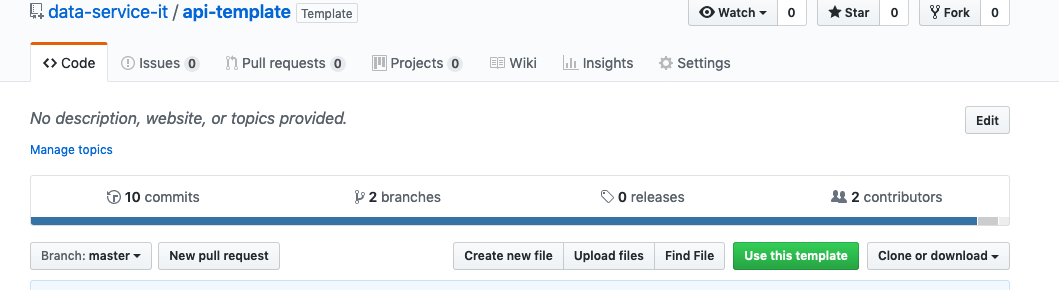 data-service-it / api-template Template Watch 0 Star 0 Fork 0
Code Issues 0 Pull requests 0 Projects 0 Wiki Insights Settings
No description, website, or topics provided. Edit
Manage topics
10 commits 2 branches 0 releases 2 contributors
Branch: master New pull request Create new file Upload files Find File Use this template Clone or download